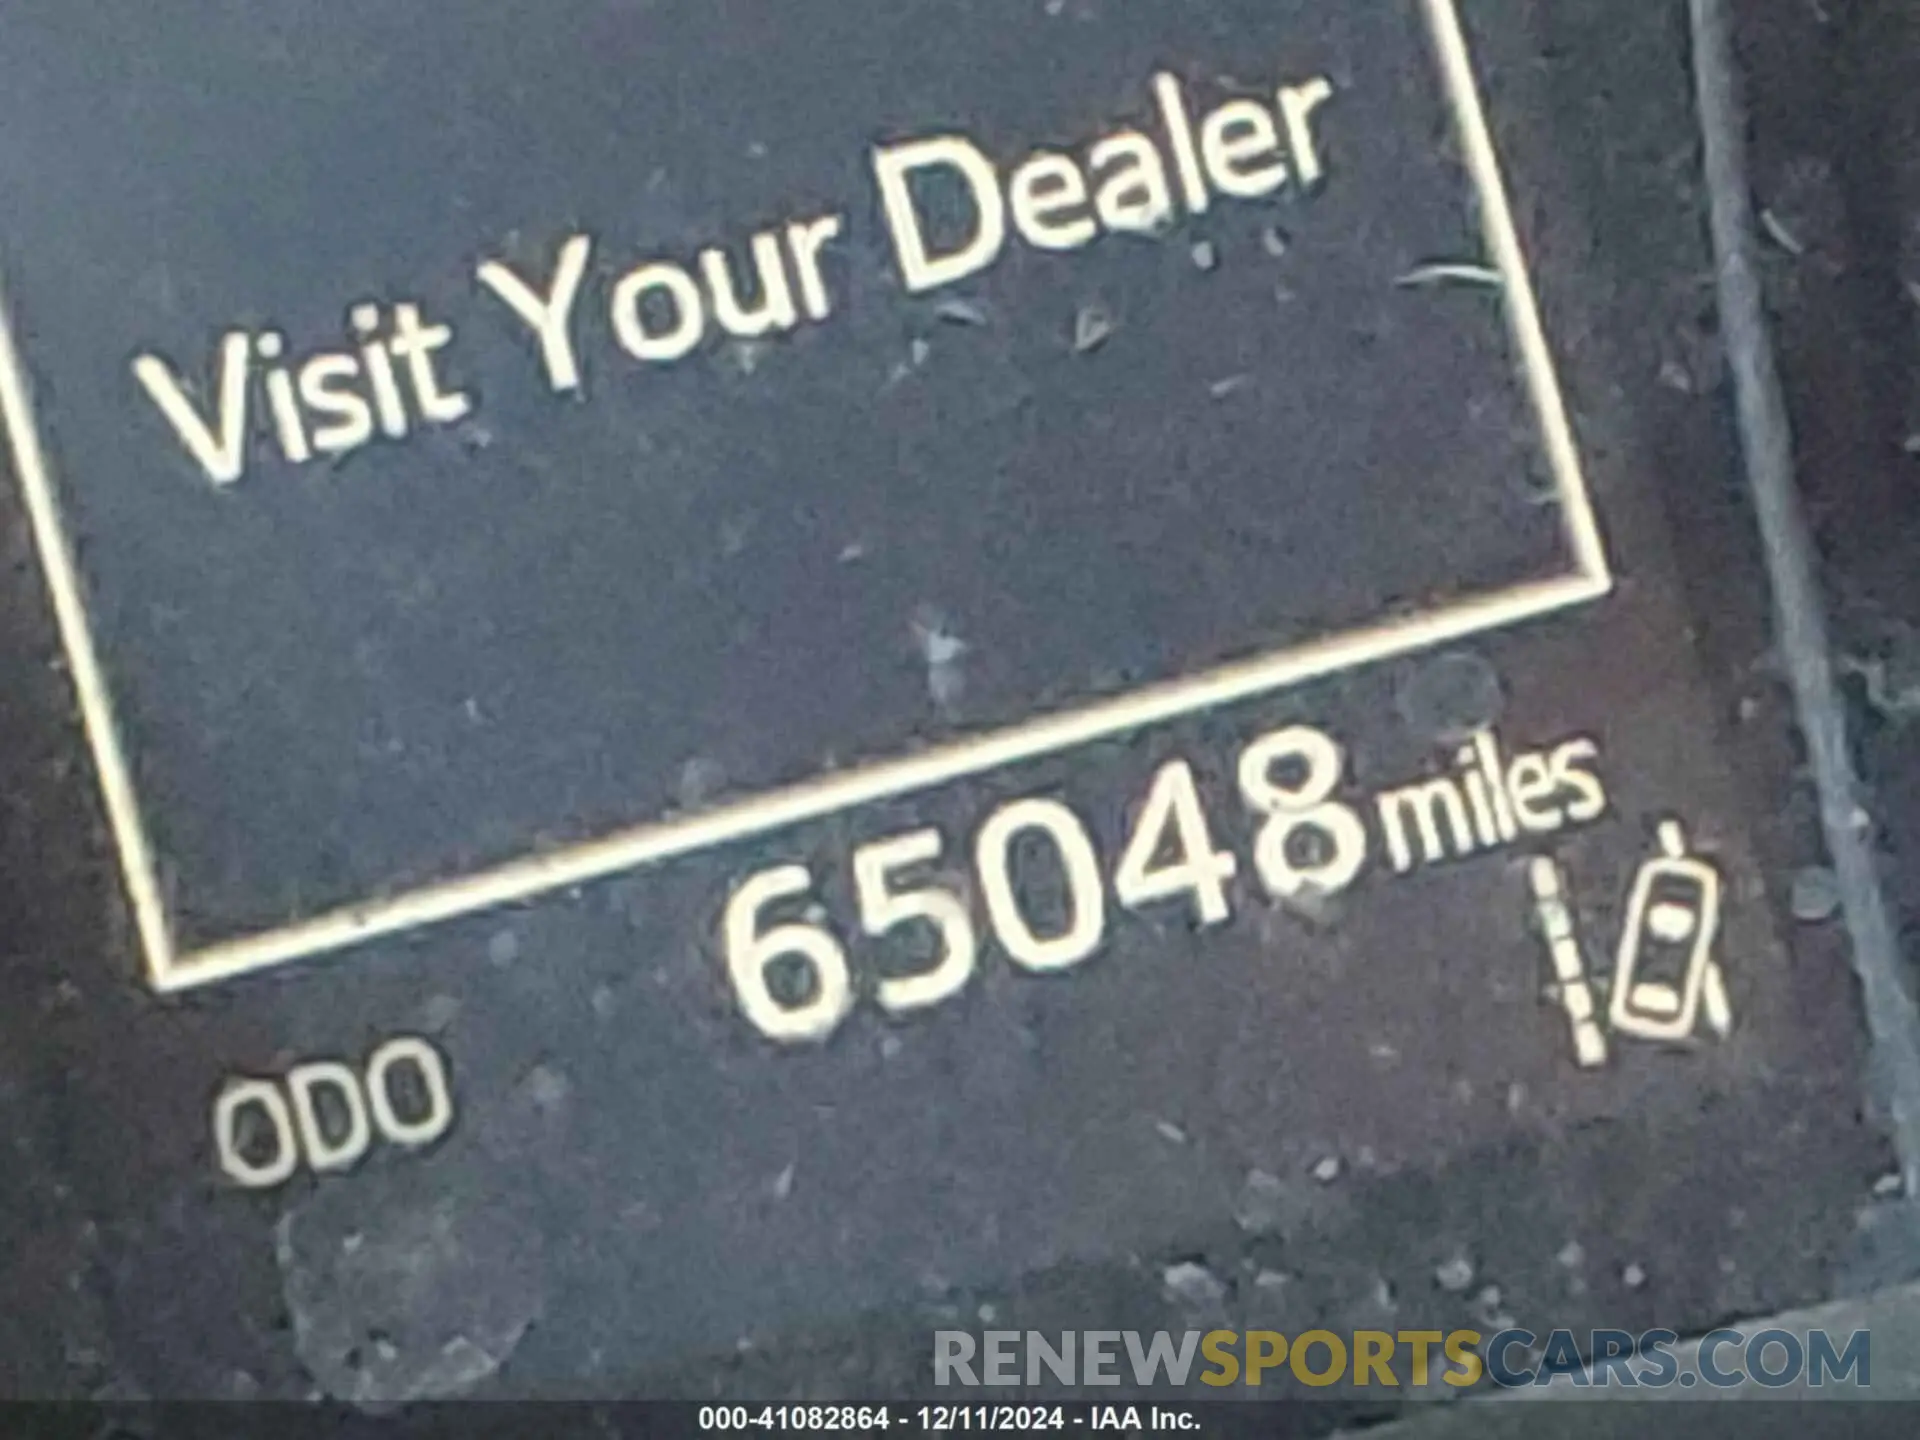 Visit Your Dealer
65048 miles
ODO
RENEWSPORTSCARS.COM
000-41082864 - 12/11/2024 - IAA Inc.